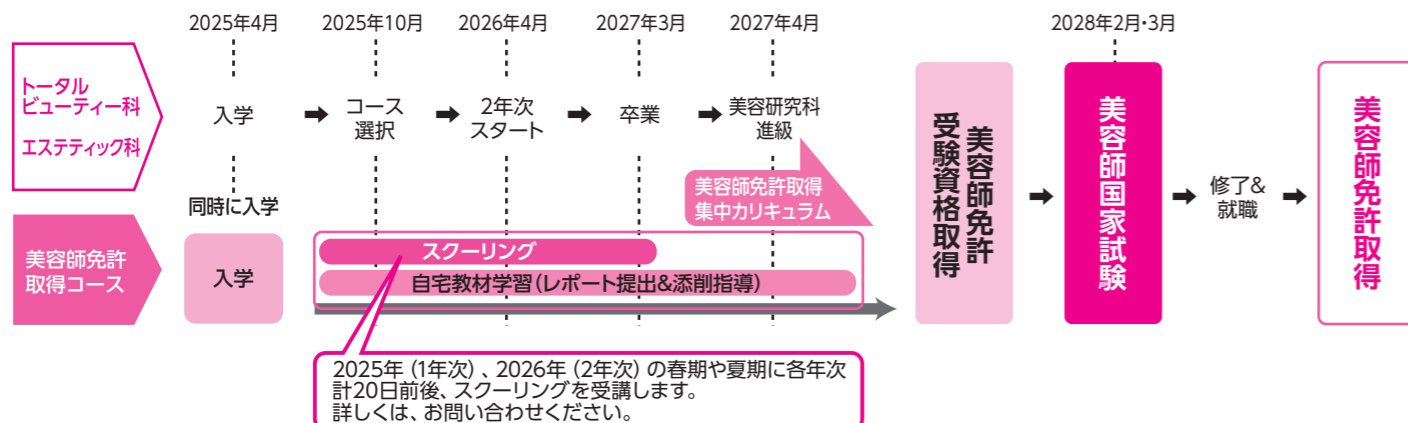 2025年4月
2025年10月
2026年4月
2027年3月
2027年4月
2028年2月・3月
トータル
ビューティー科
エステティック科
入学
コース
選択
2年次
スタート
卒業
美容研究科
進級
美容師免許取得
集中カリキュラム
美容師免許
受験資格取得
美容師国家試験
修了&
就職
美容師免許取得
同時に入学
美容師免許
取得コース
入学
スクーリング
自宅教材学習(レポート提出&添削指導)
2025年(1年次)、2026年(2年次)の春期や夏期に各年次
計20日前後、スクーリングを受講します。
詳しくは、お問い合わせください。